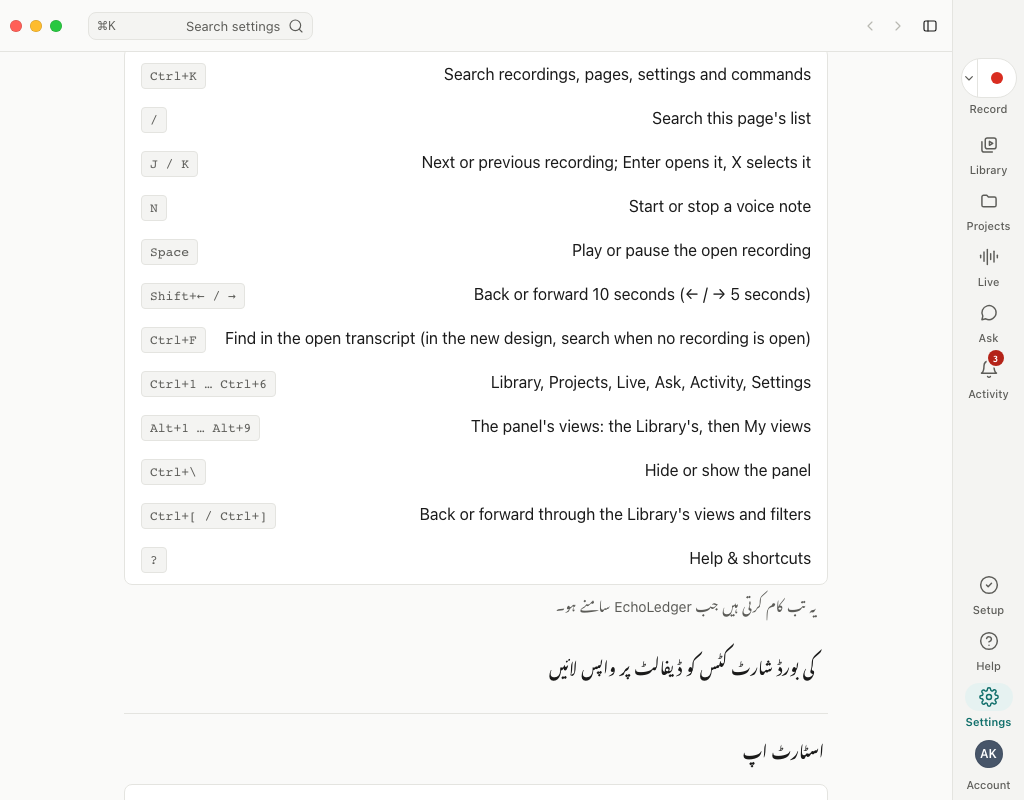 ⌘K Search settings
Ctrl+K Search recordings, pages, settings and commands
/ Search this page's list
J / K Next or previous recording; Enter opens it, X selects it
N Start or stop a voice note
Space Play or pause the open recording
Shift+← / → Back or forward 10 seconds (← / → 5 seconds)
Ctrl+F Find in the open transcript (in the new design, search when no recording is open)
Ctrl+1 … Ctrl+6 Library, Projects, Live, Ask, Activity, Settings
Alt+1 … Alt+9 The panel's views: the Library's, then My views
Ctrl+\ Hide or show the panel
Ctrl+[ / Ctrl+] Back or forward through the Library's views and filters
? Help & shortcuts
یہ تب کام کرتی ہیں جب EchoLedger سامنے ہو۔
کی بورڈ شارٹ کٹس کو ڈیفالٹ پر واپس لائیں
اسٹارٹ اپ
Record
Library
Projects
Live
Ask
3
Activity
Setup
Help
Settings
AK
Account